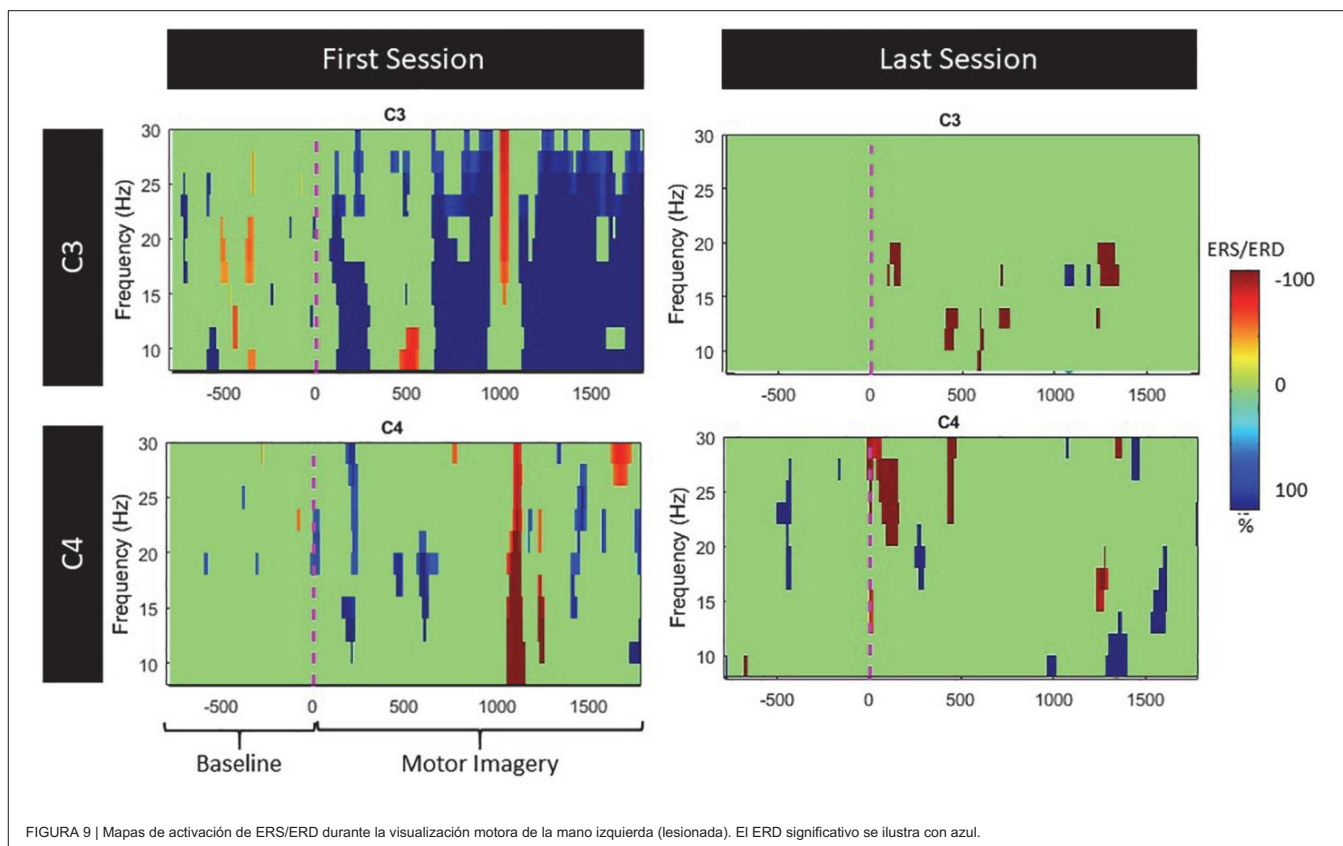 First Session
Last Session
C3
C3
Frequency (Hz)
30
25
20
15
10
-500
0
500
1000
1500
C3
Frequency (Hz)
30
25
20
15
10
-500
0
500
1000
1500
ERS/ERD
-100
0
100
%
C4
C4
Frequency (Hz)
30
25
20
15
10
-500
0
500
1000
1500
Baseline
Motor Imagery
C4
Frequency (Hz)
30
25
20
15
10
-500
0
500
1000
1500
FIGURA 9 | Mapas de activación de ERS/ERD durante la visualización motora de la mano izquierda (lesionada). El ERD significativo se ilustra con azul.